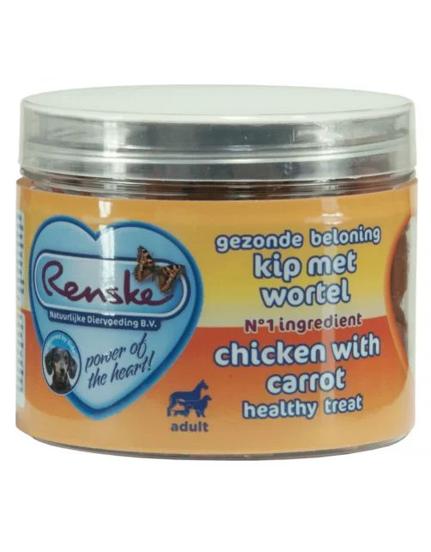 Renske
Natuurlijke Diervoeding B.V.
power of
the heart!
adult
gezonde beloning
kip met
wortel
N°1 ingredient
chicken with
carrot
healthy treat